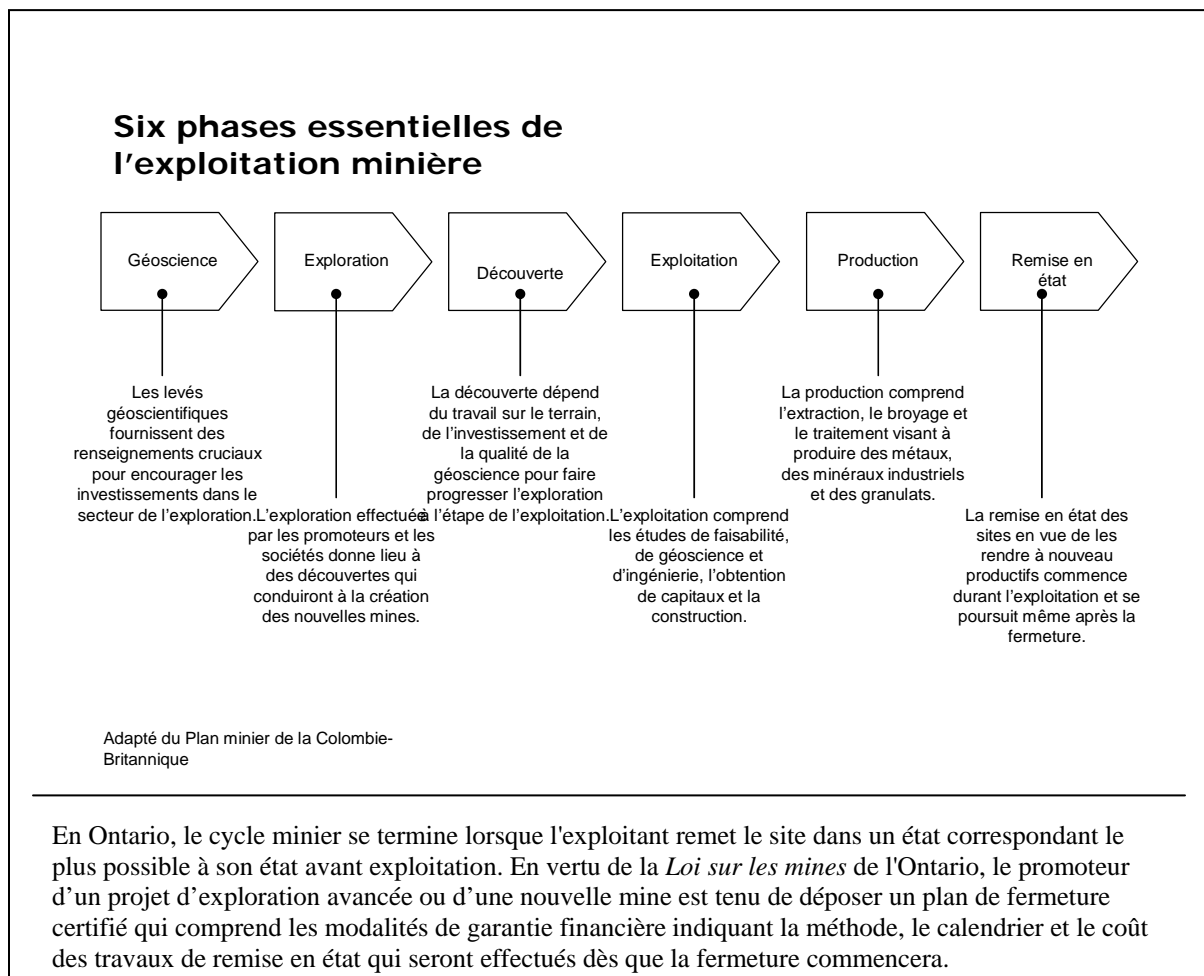 Six phases essentielles de
l'exploitation minière
Géoscience
Exploration
Découverte
Exploitation
Production
Remise en
état
Les levés
géoscientifiques
fournissent des
renseignements cruciaux
pour encourager les
investissements dans le
secteur de l'exploration.
L'exploration effectuée
par les promoteurs et les
sociétés donne lieu à
des découvertes qui
conduiront à la création
des nouvelles mines.
La découverte dépend
du travail sur le terrain,
de l'investissement et de
la qualité de la
géoscience pour faire
progresser l'exploration
à l'étape de l'exploitation.
L'exploitation comprend
les études de faisabilité,
de géoscience et
d'ingénierie, l'obtention
de capitaux et la
construction.
La production comprend
l'extraction, le broyage et
le traitement visant à
produire des métaux,
des minéraux industriels
et des granulats.
La remise en état des
sites en vue de les
rendre à nouveau
productifs commence
durant l'exploitation et se
poursuit même après la
fermeture.
Adapté du Plan minier de la Colombie-
Britannique
En Ontario, le cycle minier se termine lorsque l'exploitant remet le site dans un état correspondant le
plus possible à son état avant exploitation. En vertu de la Loi sur les mines de l'Ontario, le promoteur
d'un projet d'exploration avancée ou d'une nouvelle mine est tenu de déposer un plan de fermeture
certifié qui comprend les modalités de garantie financière indiquant la méthode, le calendrier et le coût
des travaux de remise en état qui seront effectués dès que la fermeture commencera.